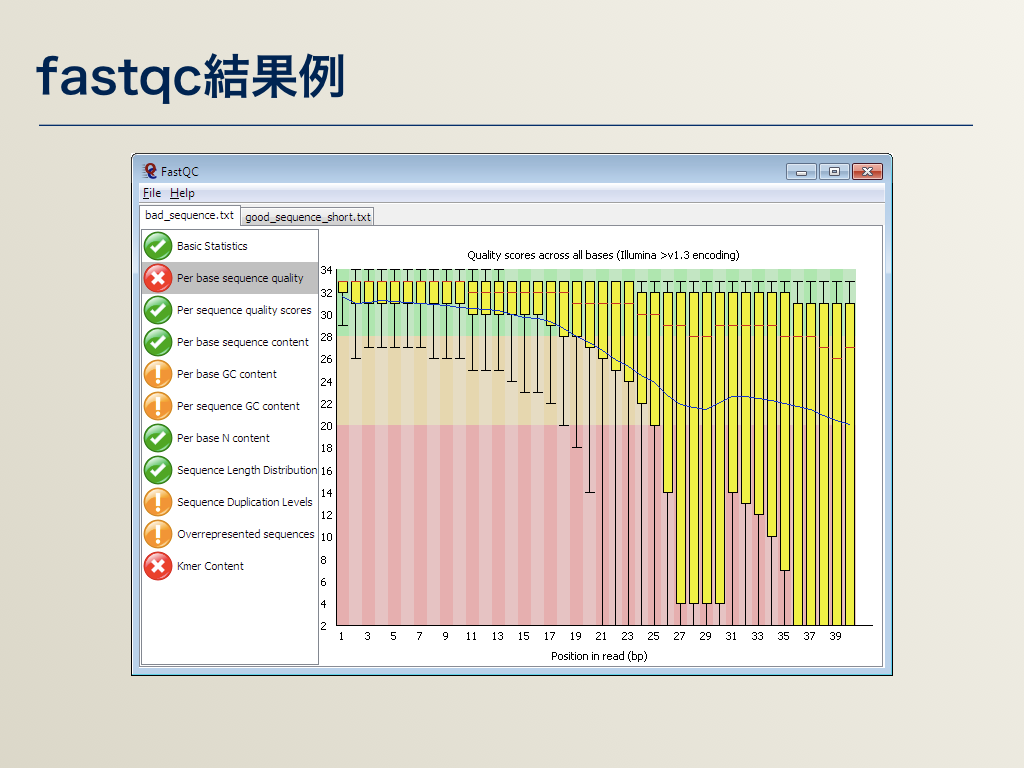 fastqc結果例
FastQC
File Help
bad_sequence.txt good_sequence_short.txt
Basic Statistics
Per base sequence quality
Per sequence quality scores
Per base sequence content
Per base GC content
Per sequence GC content
Per base N content
Sequence Length Distribution
Sequence Duplication Levels
Overrepresented sequences
Kmer Content
Quality scores across all bases (Illumina >v1.3 encoding)
34
32
30
28
26
24
22
20
18
16
14
12
10
8
6
4
2
1 3 5 7 9 11 13 15 17 19 21 23 25 27 29 31 33 35 37 39
Position in read (bp)